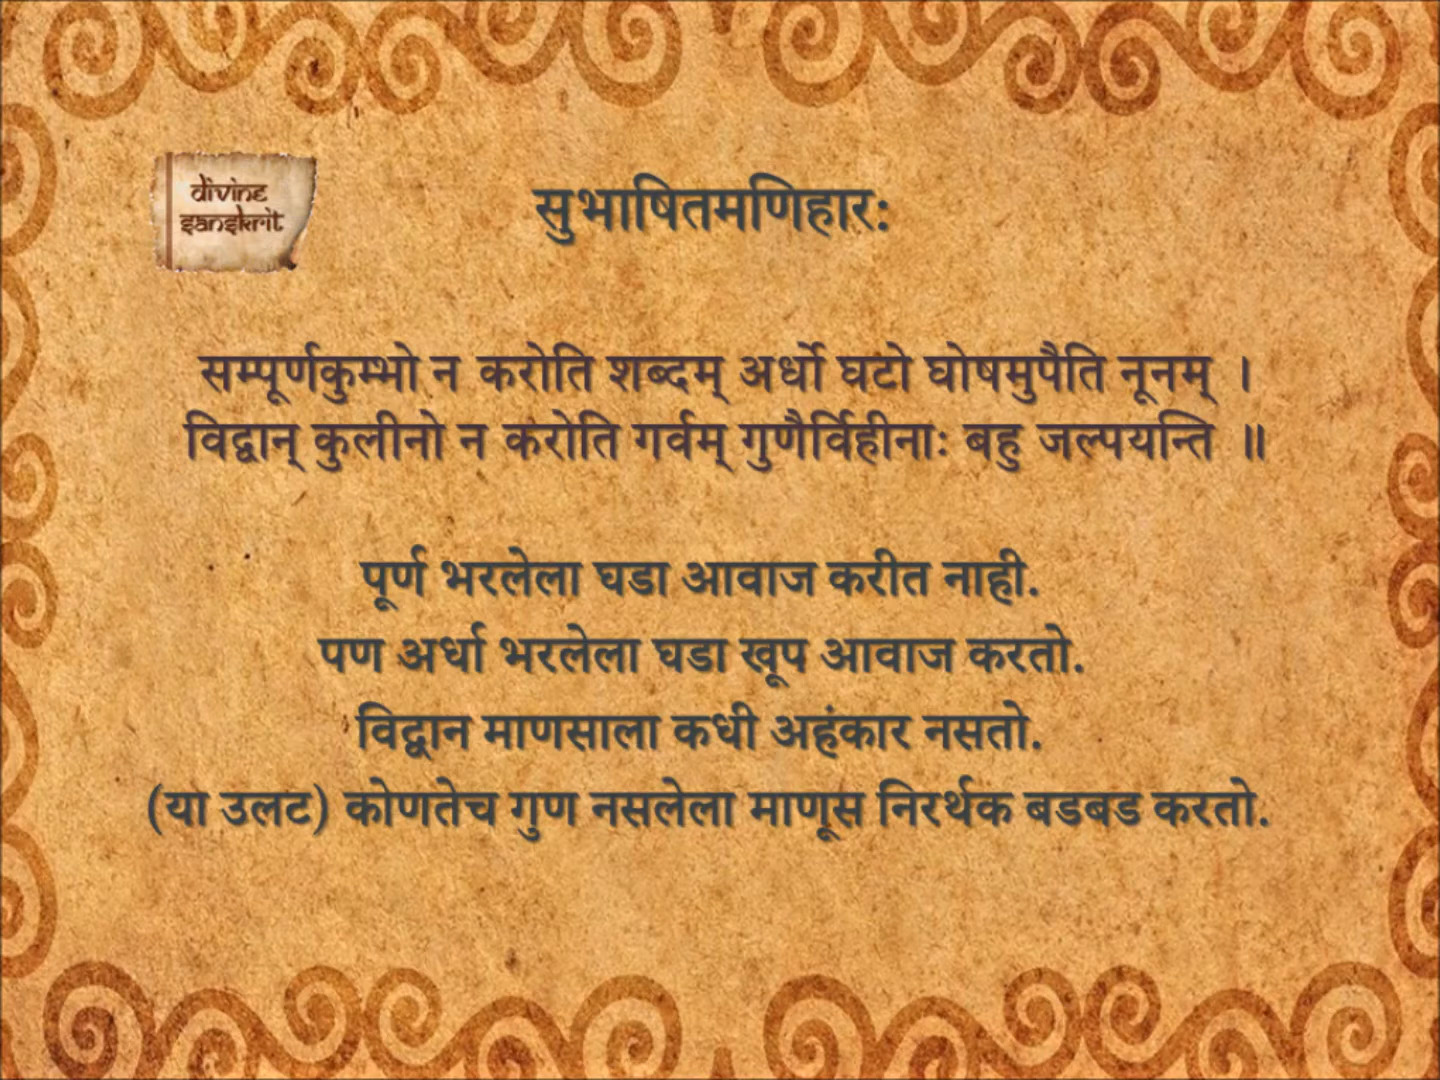 divine
sanskrit
सुभाषितमणिहार:
सम्पूर्णकुम्भो न करोति शब्दम् अर्धो घटो घोषमुपैति नूनम् ।
विद्वान् कुलीनो न करोति गर्वम् गुणैर्विहीनाः बहु जल्पयन्ति ॥
पूर्ण भरलेला घडा आवाज करीत नाही.
पण अर्धा भरलेला घडा खूप आवाज करतो.
विद्वान माणसाला कधी अहंकार नसतो.
(या उलट) कोणतेच गुण नसलेला माणूस निरर्थक बडबड करतो.